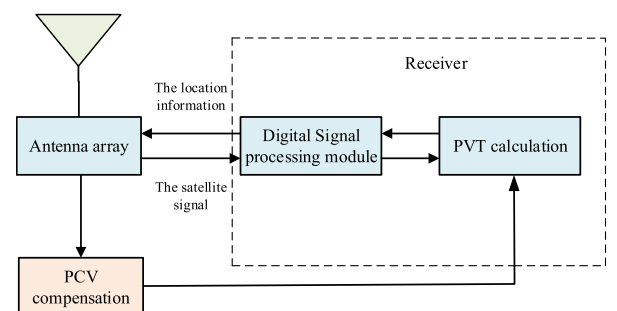 Receiver
The location
information
Antenna array
Digital Signal
processing module
PVT calculation
The satellite
signal
PCV
compensation